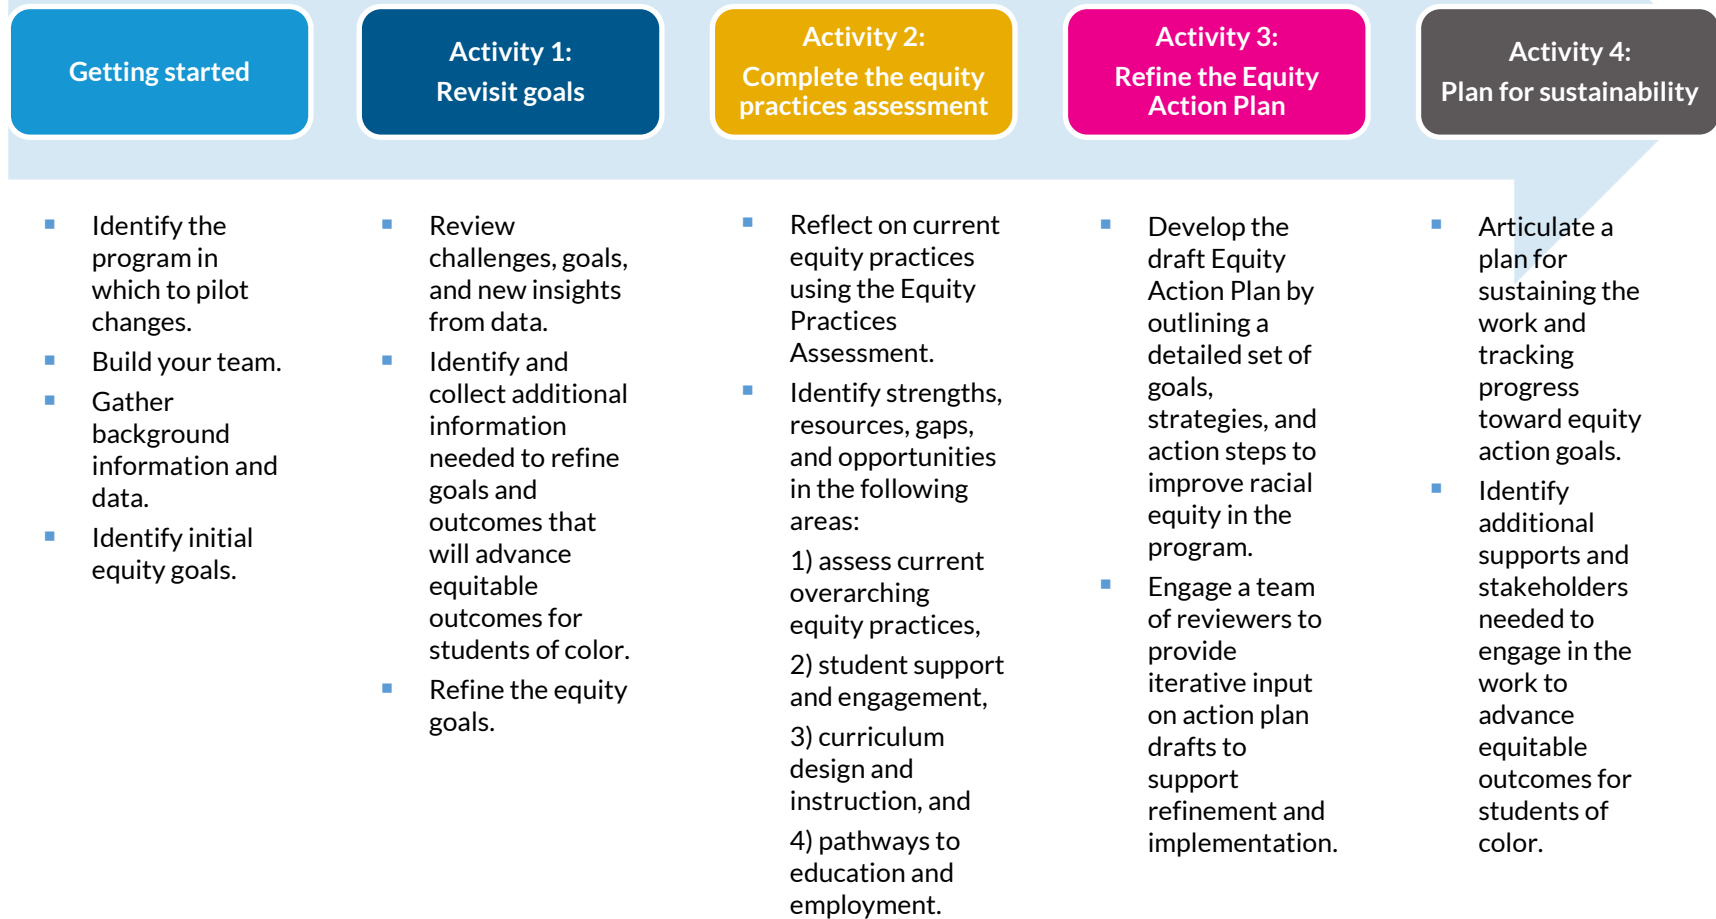 Getting started
Activity 1:
Revisit goals
Activity 2:
Complete the equity
practices assessment
Activity 3:
Refine the Equity
Action Plan
Activity 4:
Plan for sustainability
Identify the
program in
which to pilot
changes.
Build your team.
Gather
background
information and
data.
Identify initial
equity goals.
Review
challenges, goals,
and new insights
from data.
Identify and
collect additional
information
needed to refine
goals and
outcomes that
will advance
equitable
outcomes for
students of color.
Refine the equity
goals.
Reflect on current
equity practices
using the Equity
Practices
Assessment.
Identify strengths,
resources, gaps,
and opportunities
in the following
areas:
1) assess current
overarching
equity practices,
2) student support
and engagement,
3) curriculum
design and
instruction, and
4) pathways to
education and
employment.
Develop the
draft Equity
Action Plan by
outlining a
detailed set of
goals,
strategies, and
action steps to
improve racial
equity in the
program.
Engage a team
of reviewers to
provide
iterative input
on action plan
drafts to
support
refinement and
implementation.
Articulate a
plan for
sustaining the
work and
tracking
progress
toward equity
action goals.
Identify
additional
supports and
stakeholders
needed to
engage in the
work to
advance
equitable
outcomes for
students of
color.